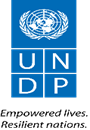 U N
D P
Empowered lives.
Resilient nations.